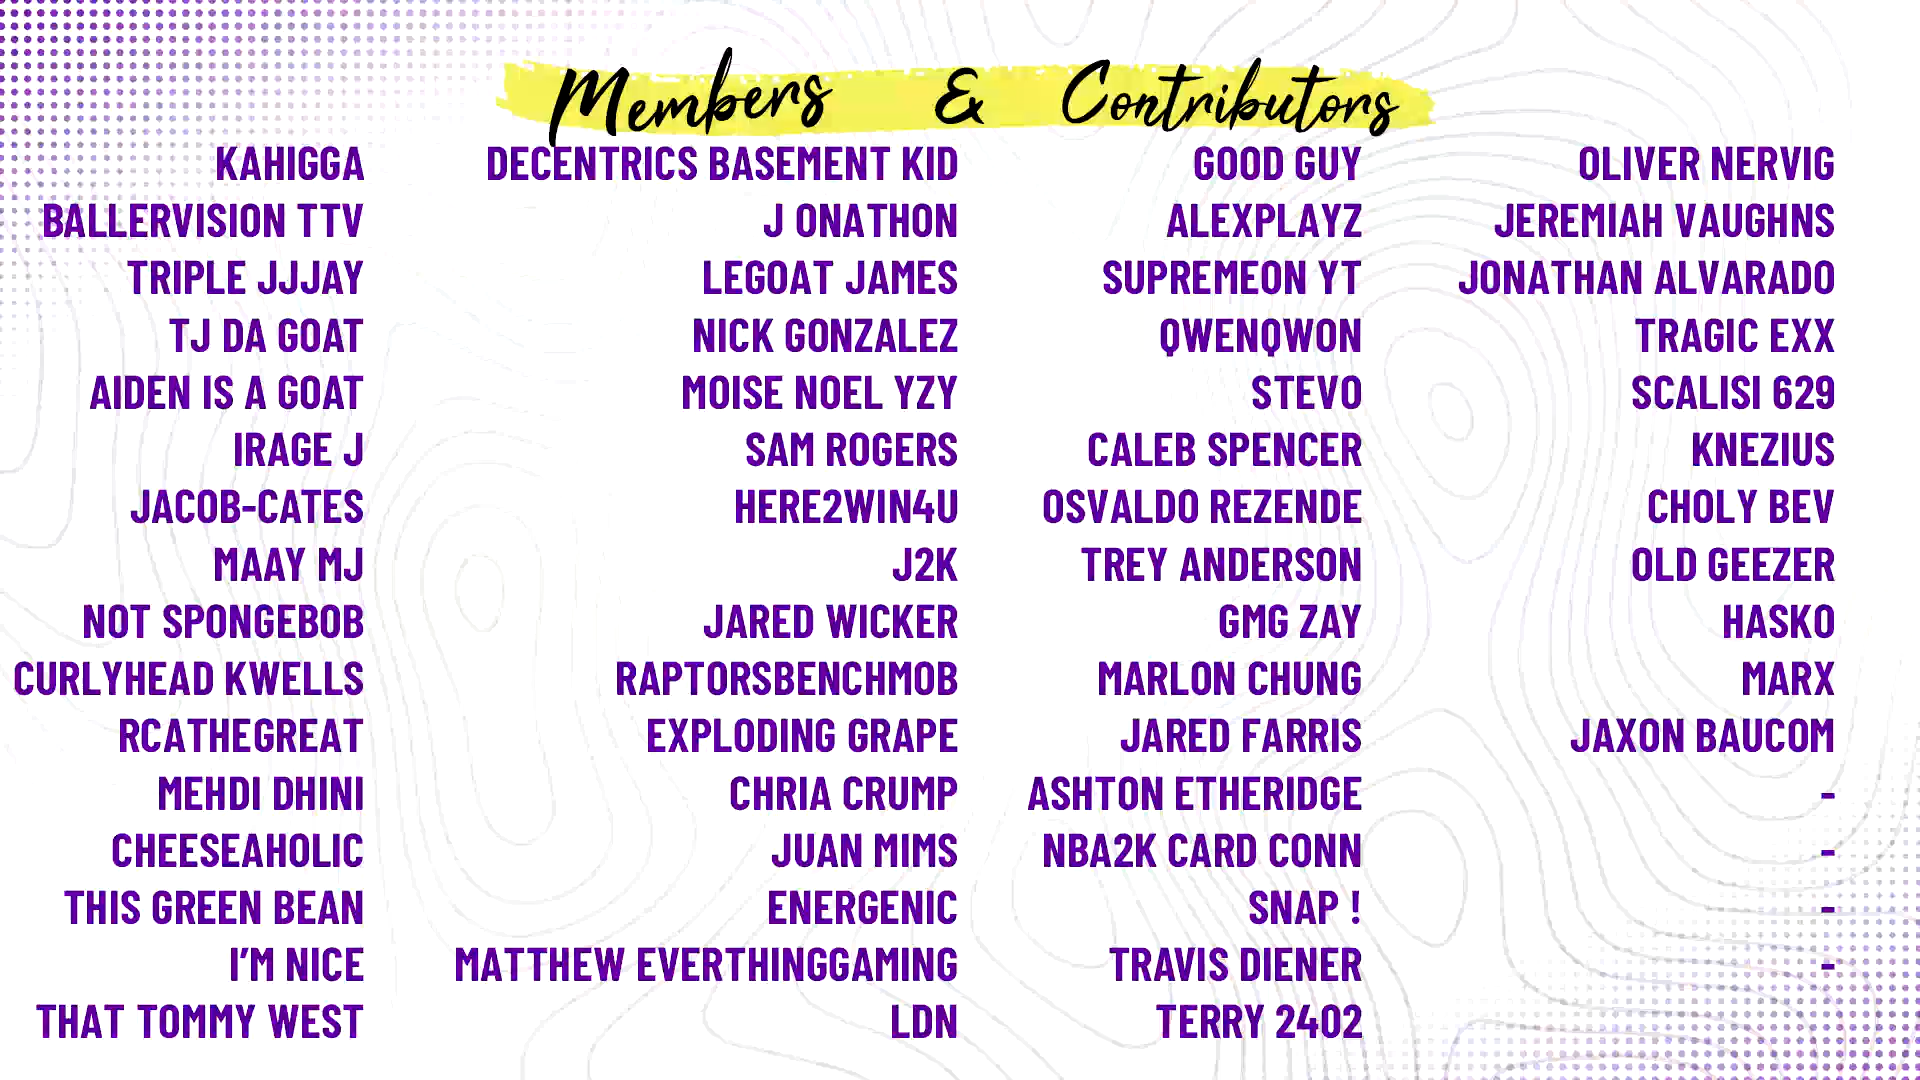 Members & Contributors
KAHIGGA
BALLERVISION TTV
TRIPLE JJJAY
TJ DA GOAT
AIDEN IS A GOAT
IRAGE J
JACOB-CATES
MAAY MJ
NOT SPONGEBOB
CURLYHEAD KWELLS
RCATHEGREAT
MEHDI DHINI
CHEESEAHOLIC
THIS GREEN BEAN
I'M NICE
THAT TOMMY WEST
DECENTRICS BASEMENT KID
J ONATHON
LEGOAT JAMES
NICK GONZALEZ
MOISE NOEL YZY
SAM ROGERS
HERE2WIN4U
J2K
JARED WICKER
RAPTORSBENCHMOB
EXPLODING GRAPE
CHRIA CRUMP
JUAN MIMS
ENERGENIC
MATTHEW EVERTHINGGAMING
LDN
GOOD GUY
ALEXPLAYZ
SUPREMEON YT
QWENQWON
STEVO
CALEB SPENCER
OSVALDO REZENDE
TREY ANDERSON
GMG ZAY
MARLON CHUNG
JARED FARRIS
ASHTON ETHERIDGE
NBA2K CARD CONN
SNAP !
TRAVIS DIENER
TERRY 2402
OLIVER NERVIG
JEREMIAH VAUGHNS
JONATHAN ALVARADO
TRAGIC EXX
SCALISI 629
KNEZIUS
CHOLY BEV
OLD GEEZER
HASKO
MARX
JAXON BAUCOM
-
-
-
-